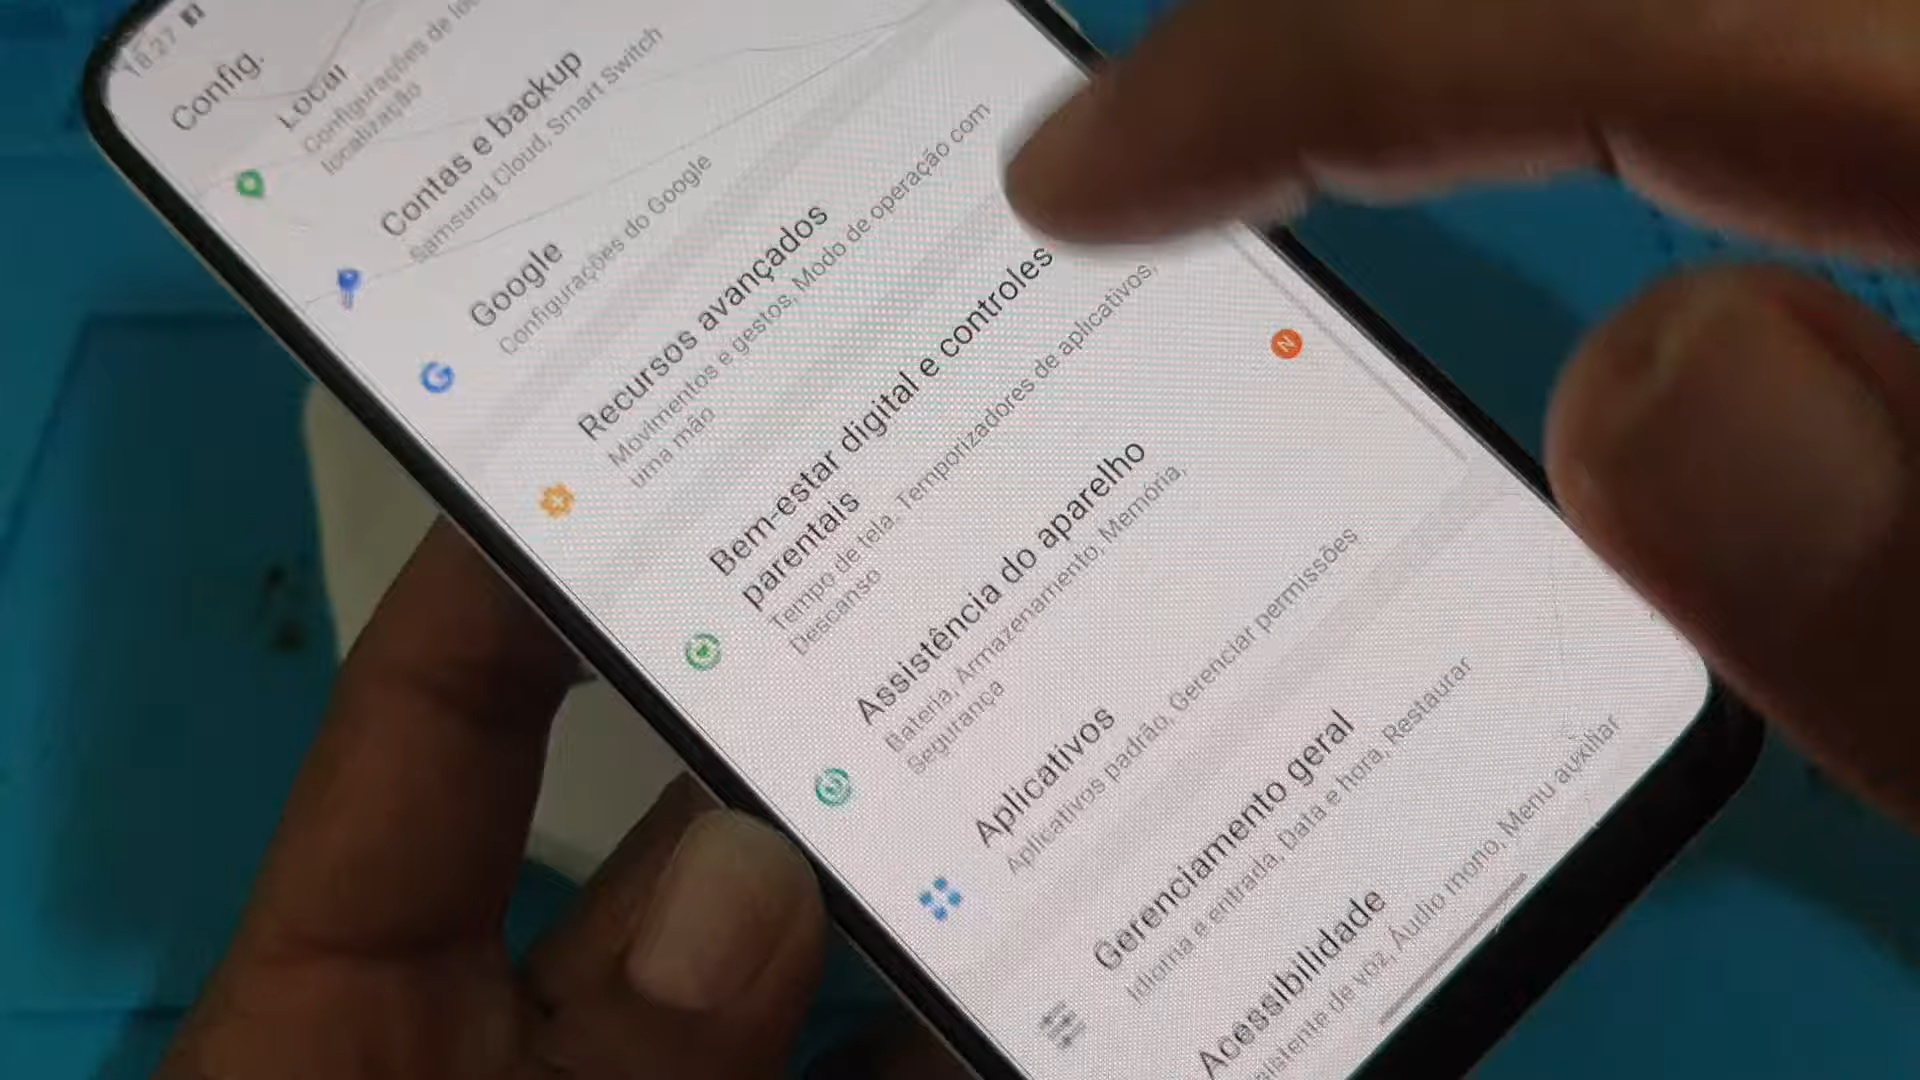 18:27
Config.
Local
Configurações de
localização
Contas e backup
Samsung Cloud, Smart Switch
Google
Configurações do Google
Recursos avançados
Movimentos e gestos, Modo de operação com
uma mão
Bem-estar digital e controles
parentais
Tempo de tela, Temporizadores de aplicativos,
Descanso
N
Assistência do aparelho
Bateria, Armazenamento, Memória,
Segurança
Aplicativos
Aplicativos padrão, Gerenciar permissões
Gerenciamento geral
Idioma e entrada, Data e hora, Restaurar
Acessibilidade
de voz, Áudio mono, Menu auxiliar